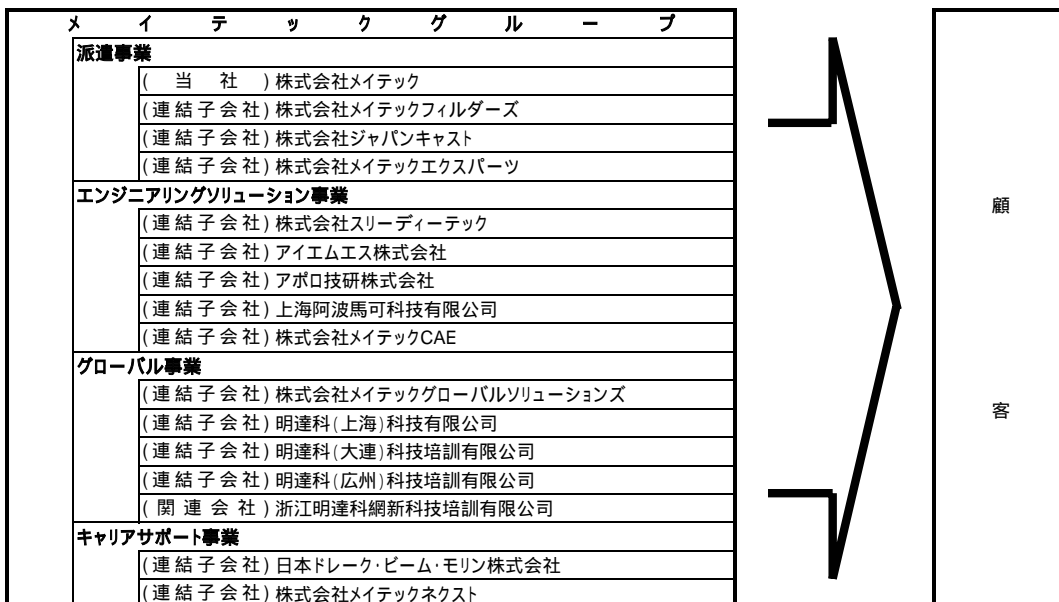 メイテックグループ
派遣事業
(当社)株式会社メイテック
(連結子会社)株式会社メイテックフィルダーズ
(連結子会社)株式会社ジャパンキャスト
(連結子会社)株式会社メイテックエクスパーツ
エンジニアリングソリューション事業
(連結子会社)株式会社スリーディーテック
(連結子会社)アイエムエス株式会社
(連結子会社)アポロ技研株式会社
(連結子会社)上海阿波馬可科技有限公司
(連結子会社)株式会社メイテックCAE
グローバル事業
(連結子会社)株式会社メイテックグローバルソリューションズ
(連結子会社)明達科(上海)科技有限公司
(連結子会社)明達科(大連)科技培訓有限公司
(連結子会社)明達科(広州)科技培訓有限公司
(関連会社)浙江明達科網新科技培訓有限公司
キャリアサポート事業
(連結子会社)日本ドレーク・ビーム・モリン株式会社
(連結子会社)株式会社メイテックネクスト
顧客